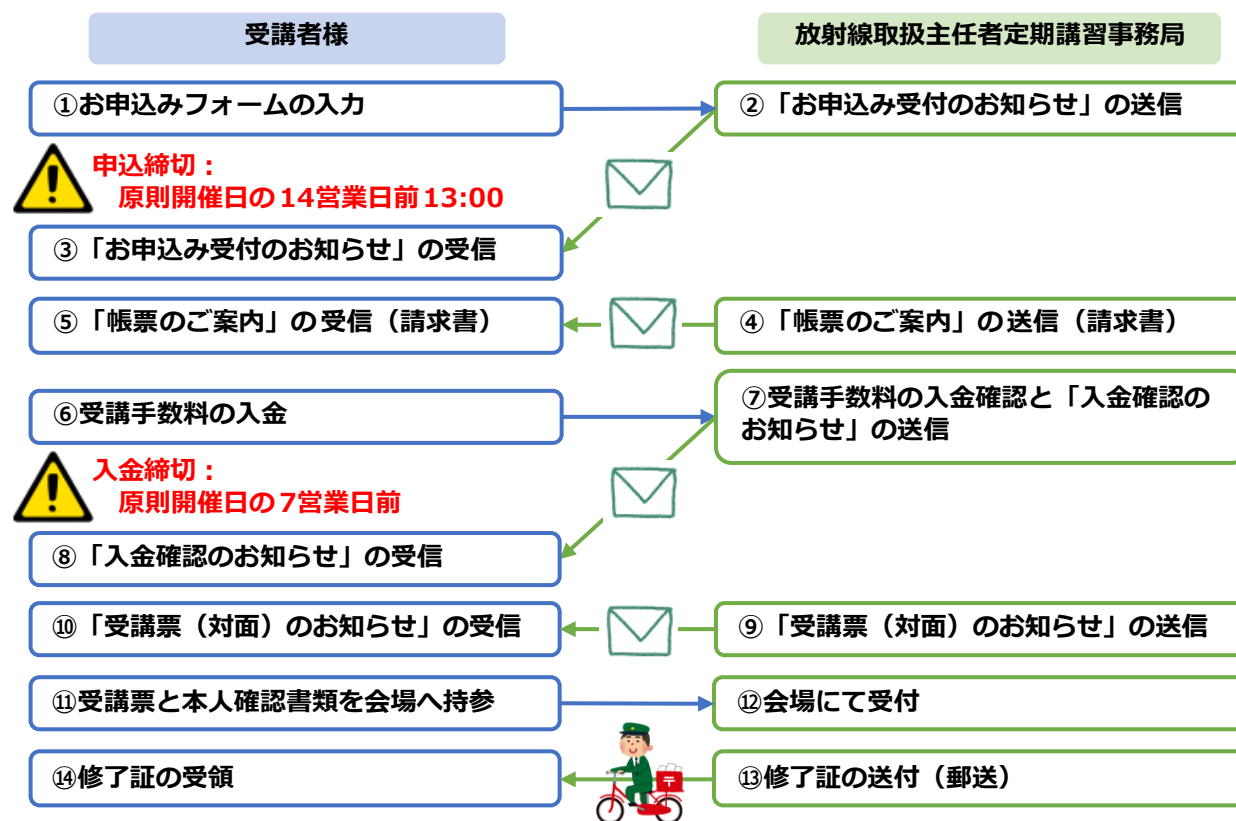 受講者様
放射線取扱主任者定期講習事務局
①お申込みフォームの入力
②「お申込み受付のお知らせ」の送信
申込締切：
原則開催日の14営業日前13:00
③「お申込み受付のお知らせ」の受信
⑤「帳票のご案内」の受信（請求書）
④「帳票のご案内」の送信（請求書）
⑥受講手数料の入金
⑦受講手数料の入金確認と「入金確認の
お知らせ」の送信
入金締切：
原則開催日の7営業日前
⑧「入金確認のお知らせ」の受信
⑩「受講票（対面）のお知らせ」の受信
⑨「受講票（対面）のお知らせ」の送信
⑪受講票と本人確認書類を会場へ持参
⑫会場にて受付
⑭修了証の受領
⑬修了証の送付（郵送）
〒